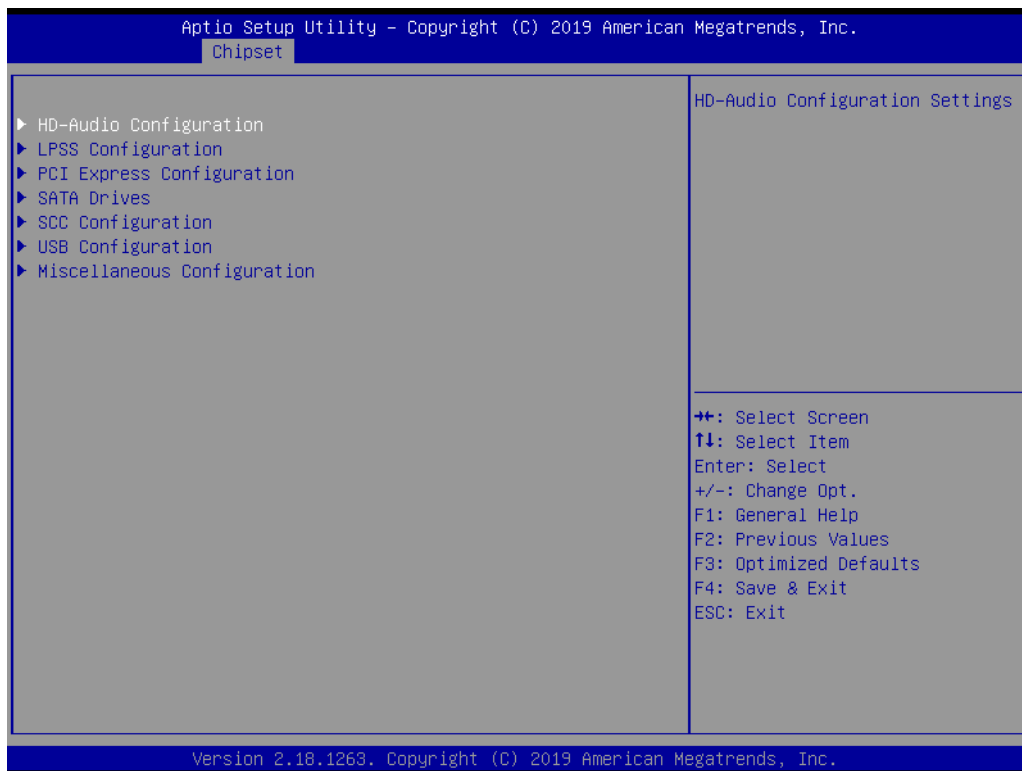 Aptio Setup Utility – Copyright (C) 2019 American Megatrends, Inc.
Chipset
HD-Audio Configuration
LPSS Configuration
PCI Express Configuration
SATA Drives
SCC Configuration
USB Configuration
Miscellaneous Configuration
HD-Audio Configuration Settings
→←: Select Screen
↑↓: Select Item
Enter: Select
+/-: Change Opt.
F1: General Help
F2: Previous Values
F3: Optimized Defaults
F4: Save & Exit
ESC: Exit
Version 2.18.1263. Copyright (C) 2019 American Megatrends, Inc.